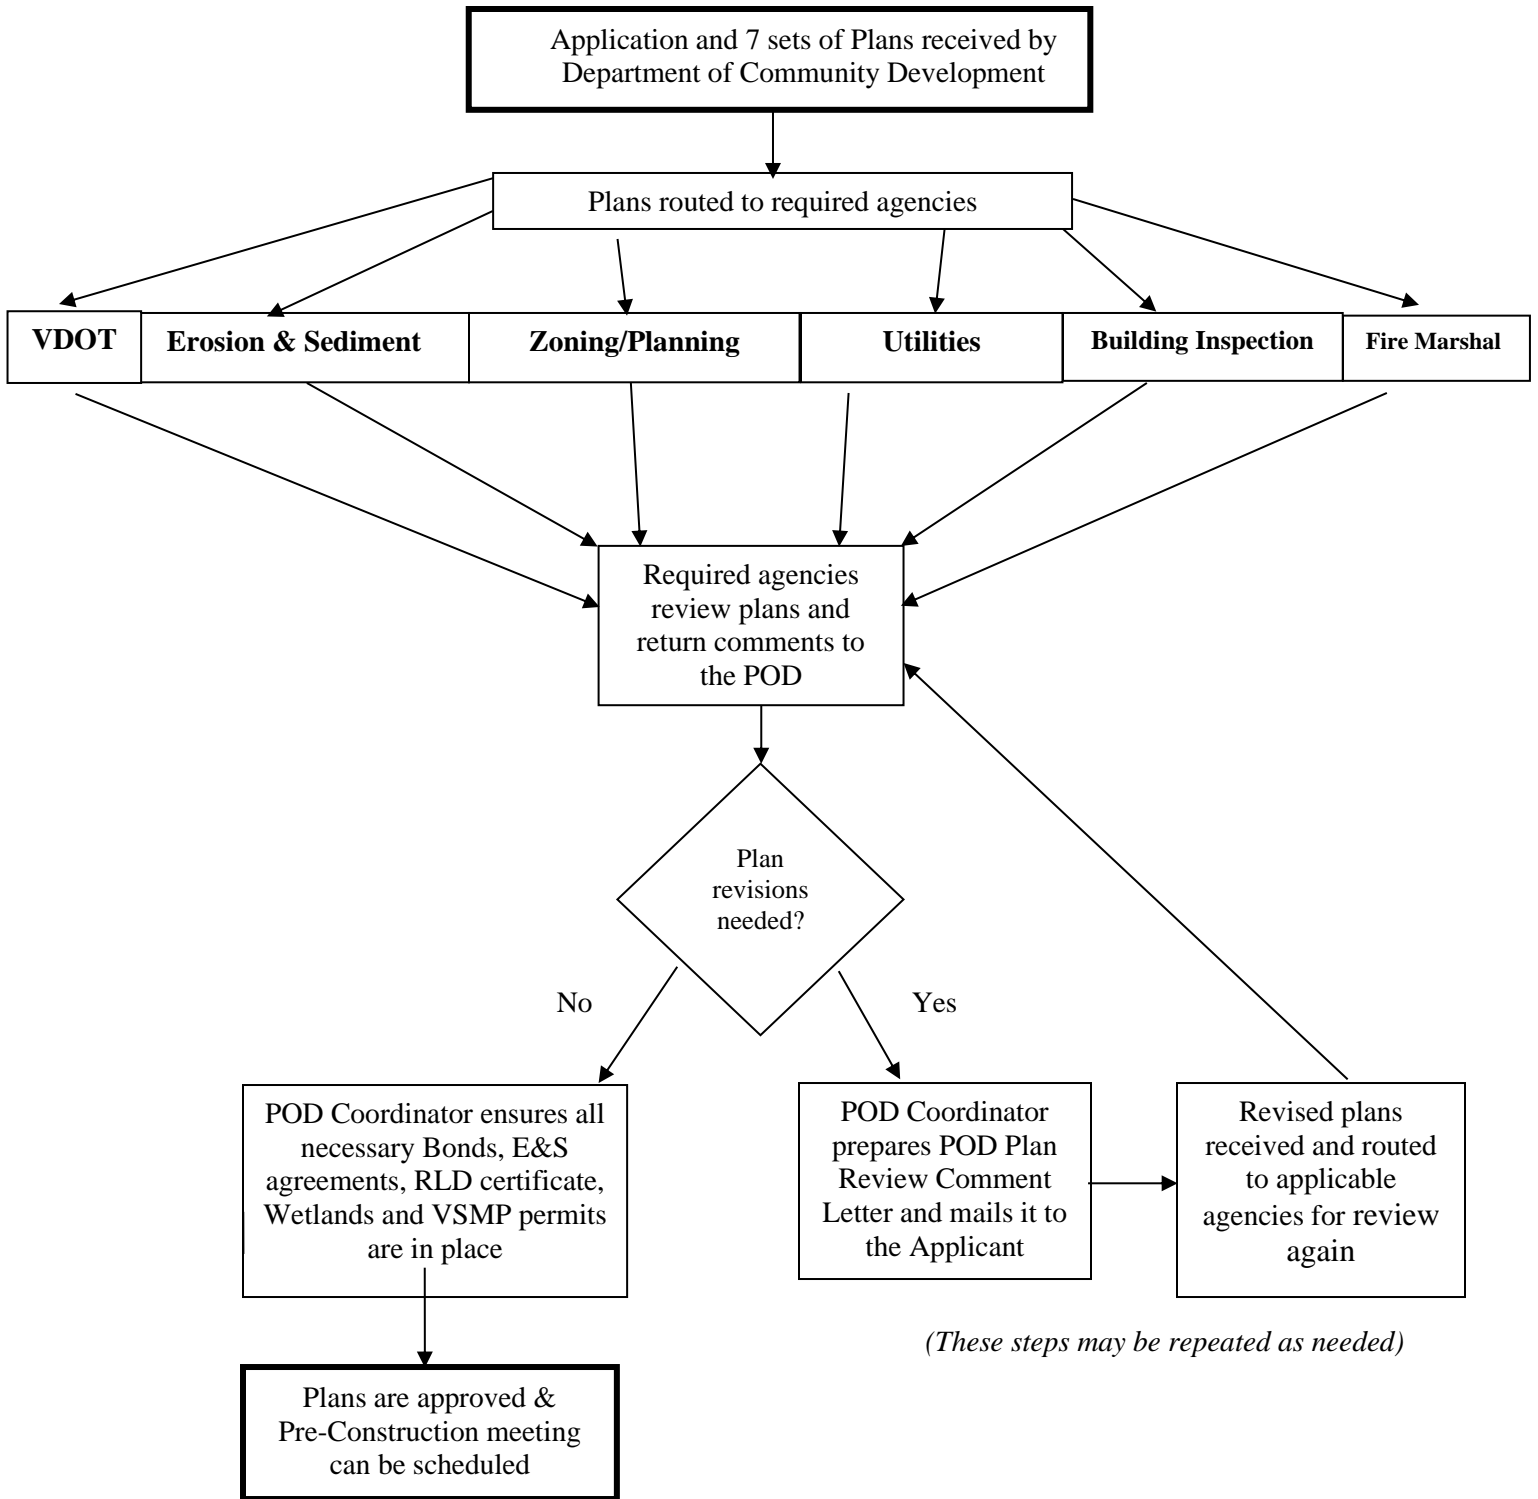 Application and 7 sets of Plans received by
Department of Community Development
Plans routed to required agencies
VDOT
Erosion & Sediment
Zoning/Planning
Utilities
Building Inspection
Fire Marshal
Required agencies
review plans and
return comments to
the POD
Plan
revisions
needed?
No
Yes
POD Coordinator ensures all
necessary Bonds, E&S
agreements, RLD certificate,
Wetlands and VSMP permits
are in place
POD Coordinator
prepares POD Plan
Review Comment
Letter and mails it to
the Applicant
Revised plans
received and routed
to applicable
agencies for review
again
(These steps may be repeated as needed)
Plans are approved &
Pre-Construction meeting
can be scheduled